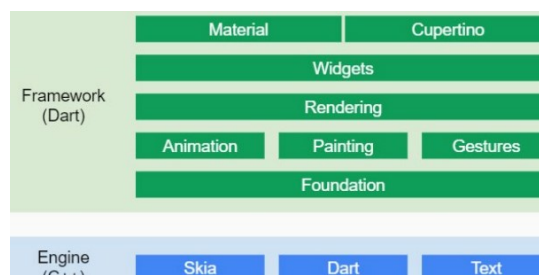 Material Cupertino
Widgets
Framework
(Dart)
Rendering
Animation Painting Gestures
Foundation
Engine
(C++)
Skia Dart Text